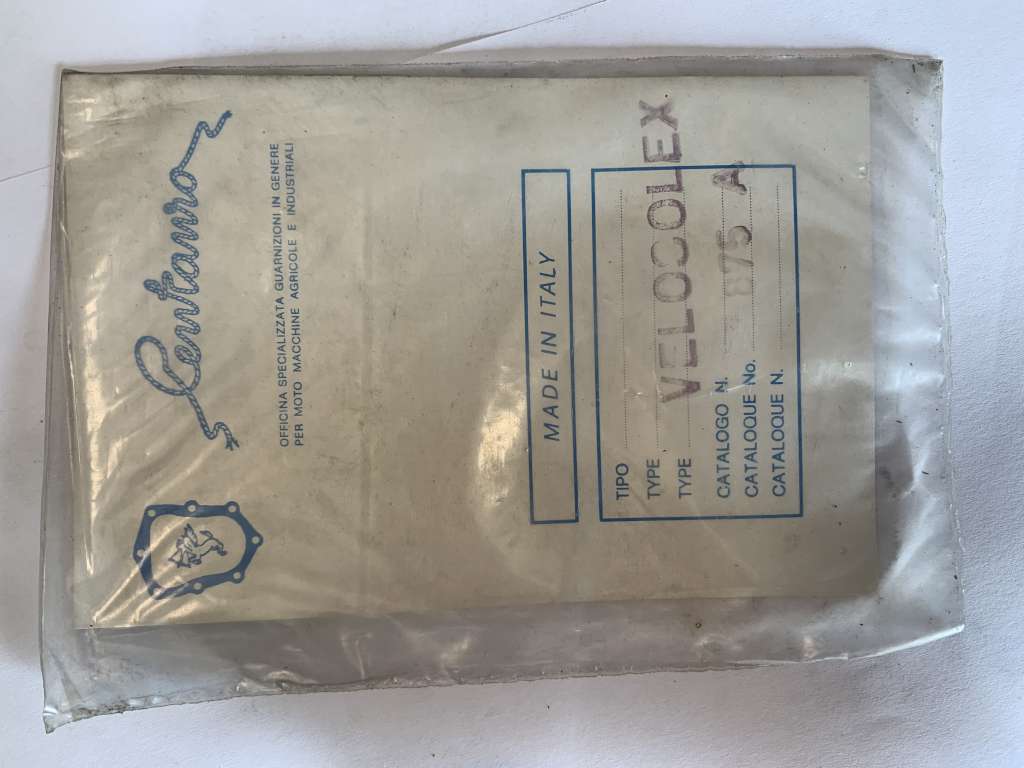 Centauro
OFFICINA SPECIALIZZATA GUARNIZIONI IN GENERE
PER MOTO MACCHINE AGRICOLE E INDUSTRIALI
MADE IN ITALY
TIPO
TYPE
TYPE
VELOCOLEX
CATALOGO N.
CATALOQUE No.
CATALOQUE N.
875 A